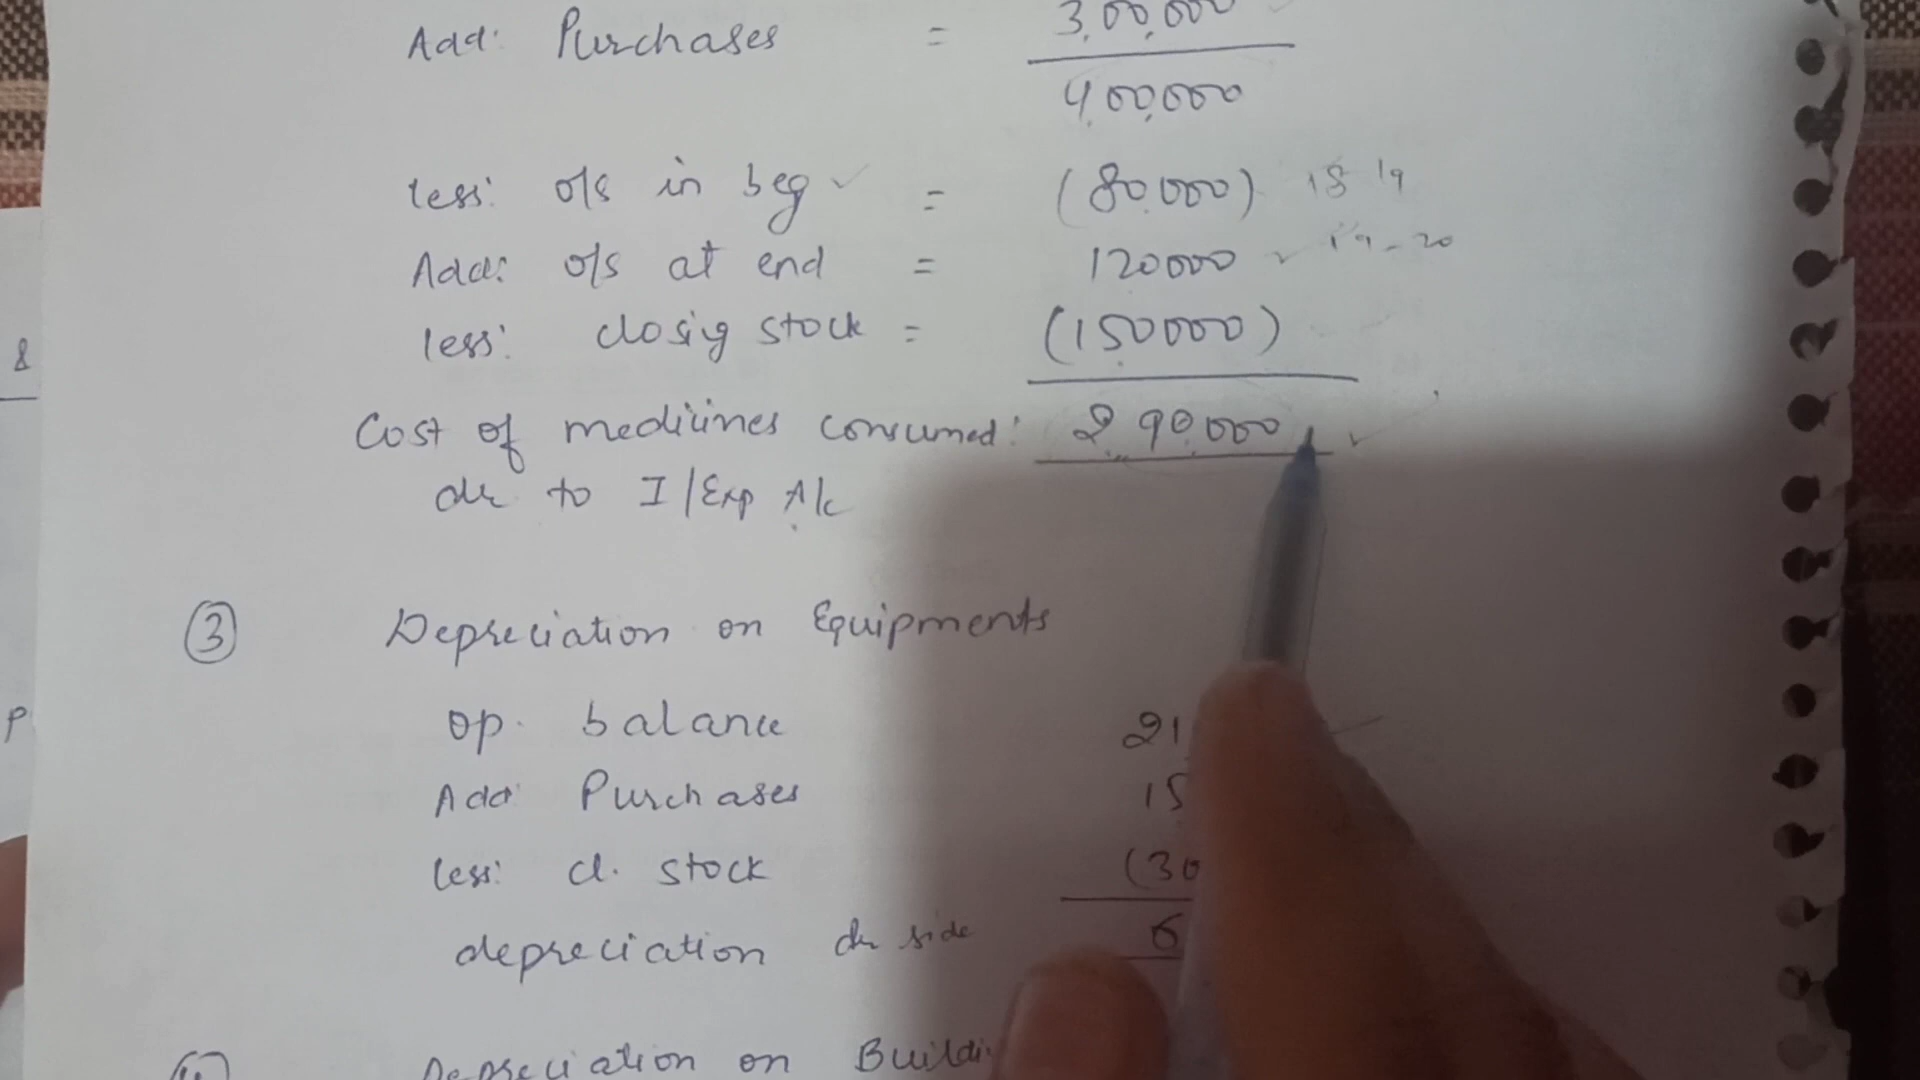 Add: Purchases = 3,00,000
4,00,000
less: o/s in beg ✓ = (80.000) 18 19
Add: o/s at end = 120000 ✓ 19-20
less: closig stock = (150000)
Cost of medicines consumed: 2,90,000 ✓
dr to I/Exp A/c
③ Depreciation on Equipments
op. balance 21
Add: Purchases 15
less: cl. stock (30
depreciation dr side 6
Depreciation on Buildi
&
P